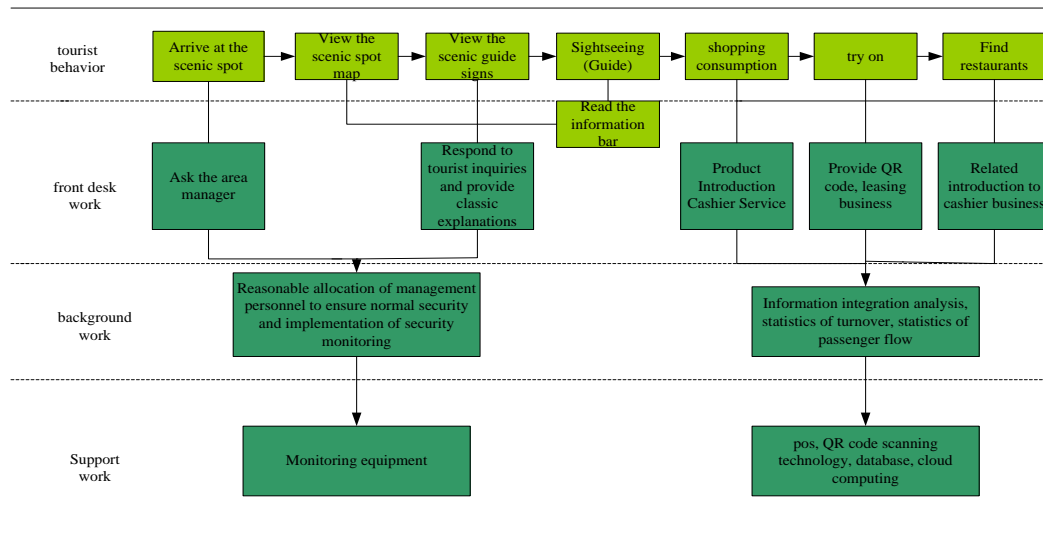 tourist
behavior
Arrive at the
scenic spot
View the
scenic spot
map
View the
scenic guide
signs
Sightseeing
(Guide)
shopping
consumption
try on
Find
restaurants
Read the
information
bar
front desk
work
Ask the area
manager
Respond to
tourist inquiries
and provide
classic
explanations
Product
Introduction
Cashier Service
Provide QR
code, leasing
business
Related
introduction to
cashier business
background
work
Reasonable allocation of management
personnel to ensure normal security
and implementation of security
monitoring
Information integration analysis,
statistics of turnover, statistics of
passenger flow
Support
work
Monitoring equipment
pos, QR code scanning
technology, database, cloud
computing